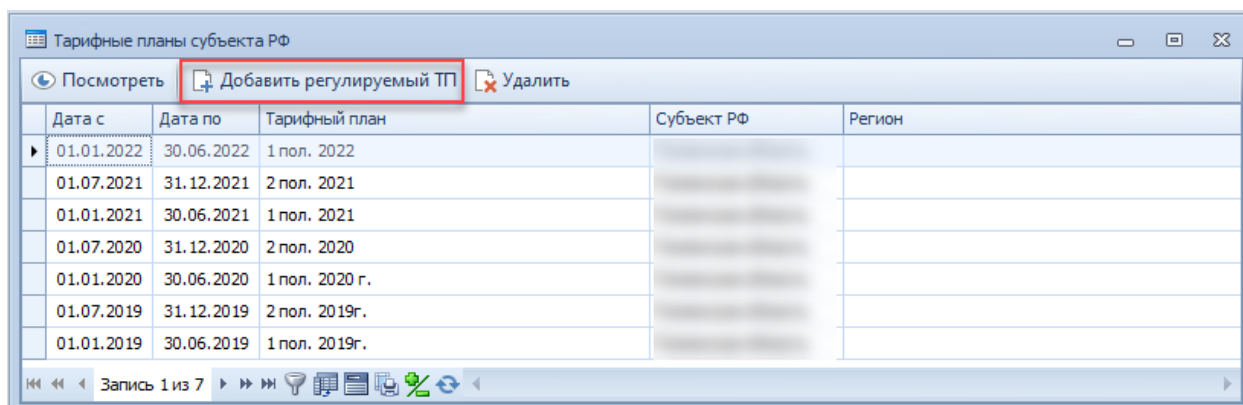 Тарифные планы субъекта РФ
Посмотреть Добавить регулируемый ТП Удалить
Дата с Дата по Тарифный план Субъект РФ Регион
01.01.2022 30.06.2022 1 пол. 2022
01.07.2021 31.12.2021 2 пол. 2021
01.01.2021 30.06.2021 1 пол. 2021
01.07.2020 31.12.2020 2 пол. 2020
01.01.2020 30.06.2020 1 пол. 2020 г.
01.07.2019 31.12.2019 2 пол. 2019г.
01.01.2019 30.06.2019 1 пол. 2019г.
Запись 1 из 7